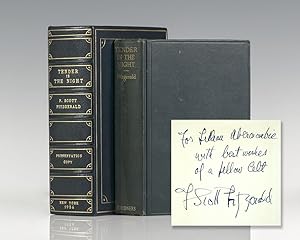 TENDER
IS
THE NIGHT
F. SCOTT
FITZGERALD
PRESENTATION
COPY
NEW YORK
1934
TENDER
IS THE
NIGHT
Fitzgerald
SCRIBNERS
For Lilian Abercrombie
with best wishes
of a fellow Celt
F Scott Fitzgerald